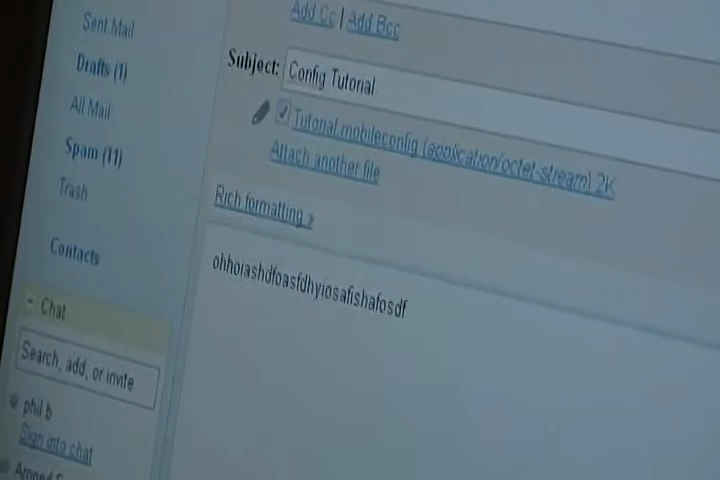 Sent Mail
Drafts (1)
All Mail
Spam (11)
Trash
Contacts
− Chat
Search, add, or invite
phil b
Sign into chat
Add Cc | Add Bcc
Subject: Config Tutorial
Tutorial.mobileconfig (application/octet-stream) 2K
Attach another file
Rich formatting »
ohhoiashdfoasfdhyiosafishafosdf